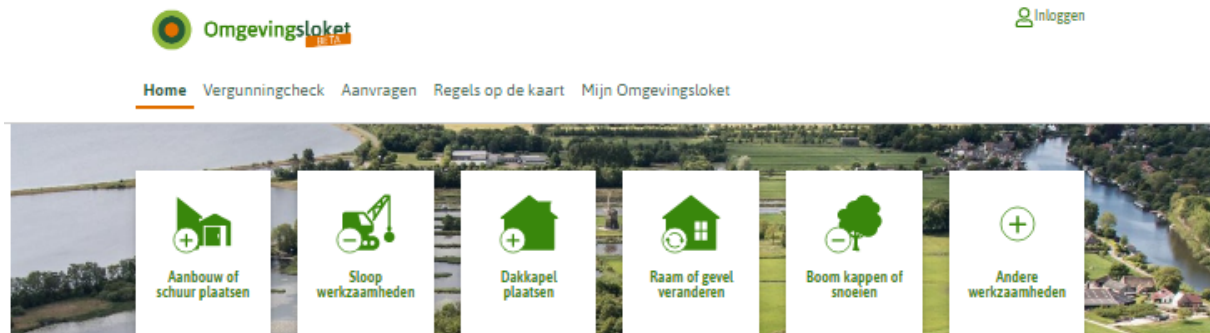 Omgevingsloket
BETA
Inloggen
Home Vergunningcheck Aanvragen Regels op de kaart Mijn Omgevingsloket
Aanbouw of
schuur plaatsen
Sloop
werkzaamheden
Dakkapel
plaatsen
Raam of gevel
veranderen
Boom kappen of
snoeien
Andere
werkzaamheden